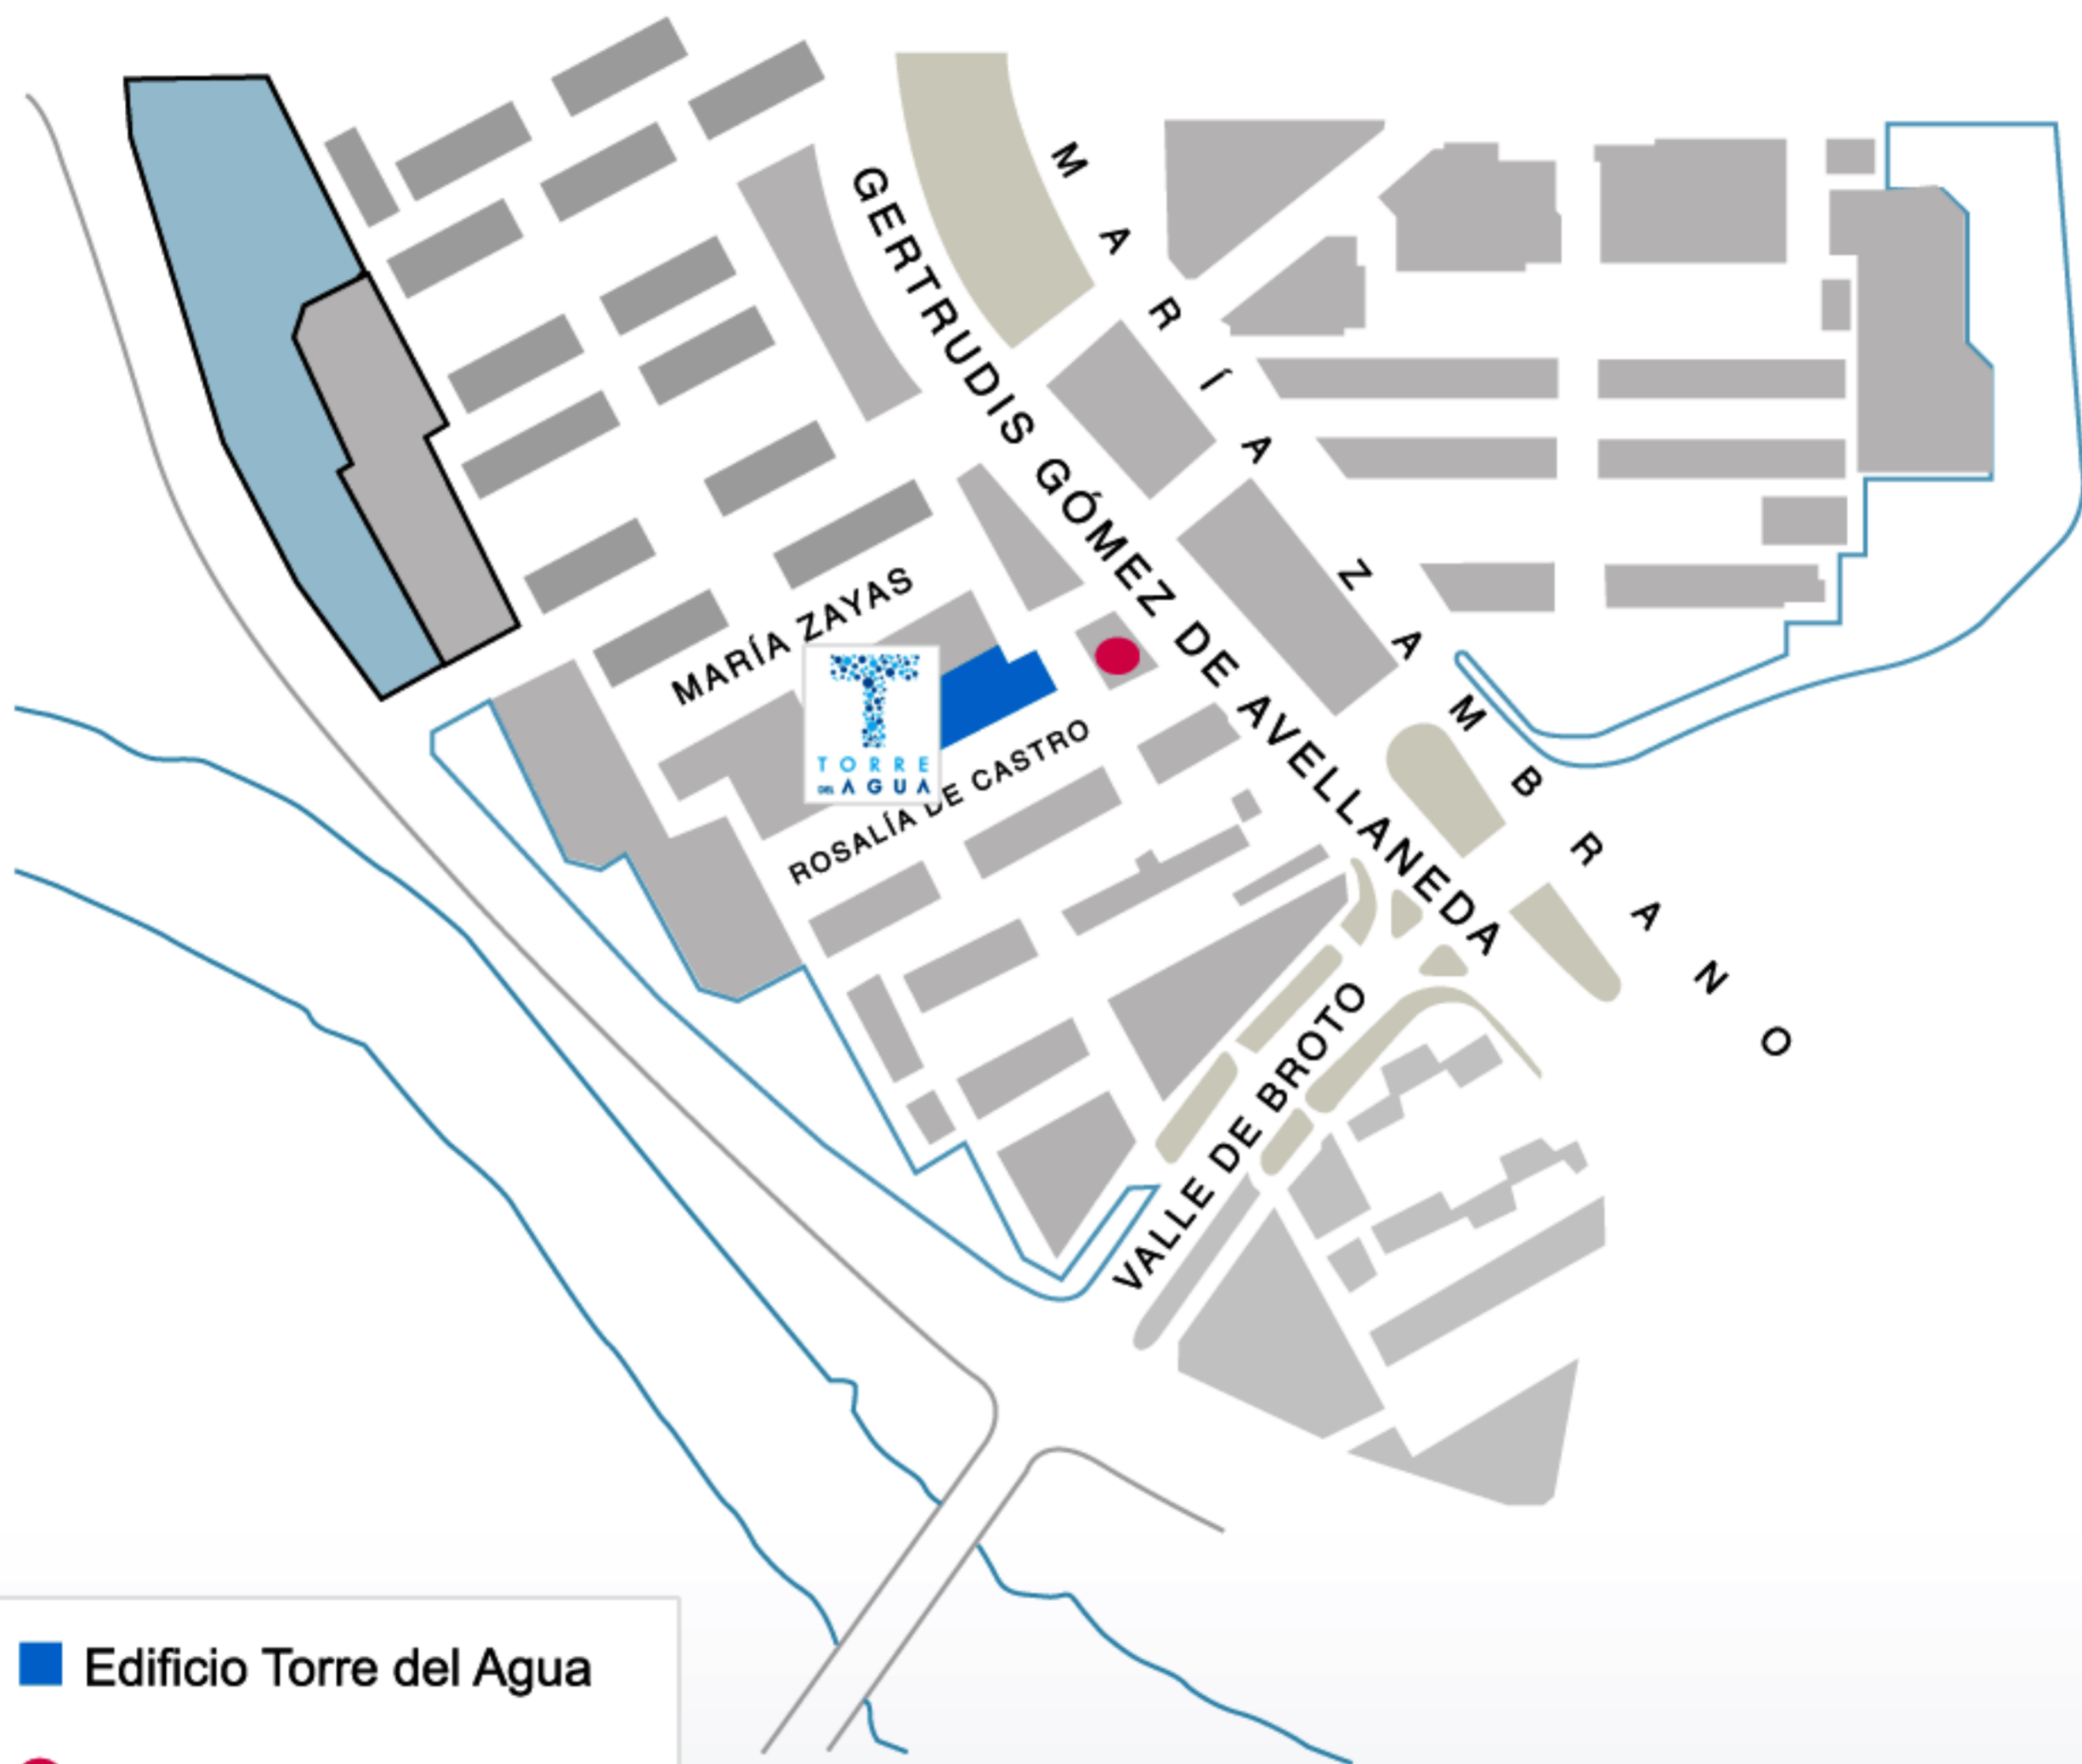 MARÍA ZAMBRANO
GERTRUDIS GÓMEZ DE AVELLANEDA
MARÍA ZAYAS
T
TORRE
DEL AGUA
ROSALÍA DE CASTRO
VALLE DE BROTO
Edificio Torre del Agua